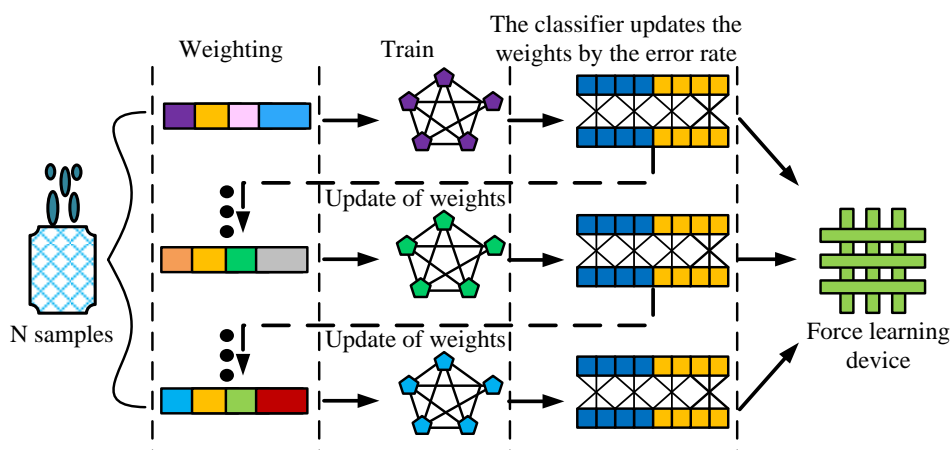 Weighting
Train
The classifier updates the
weights by the error rate
Update of weights
N samples
Update of weights
Force learning
device